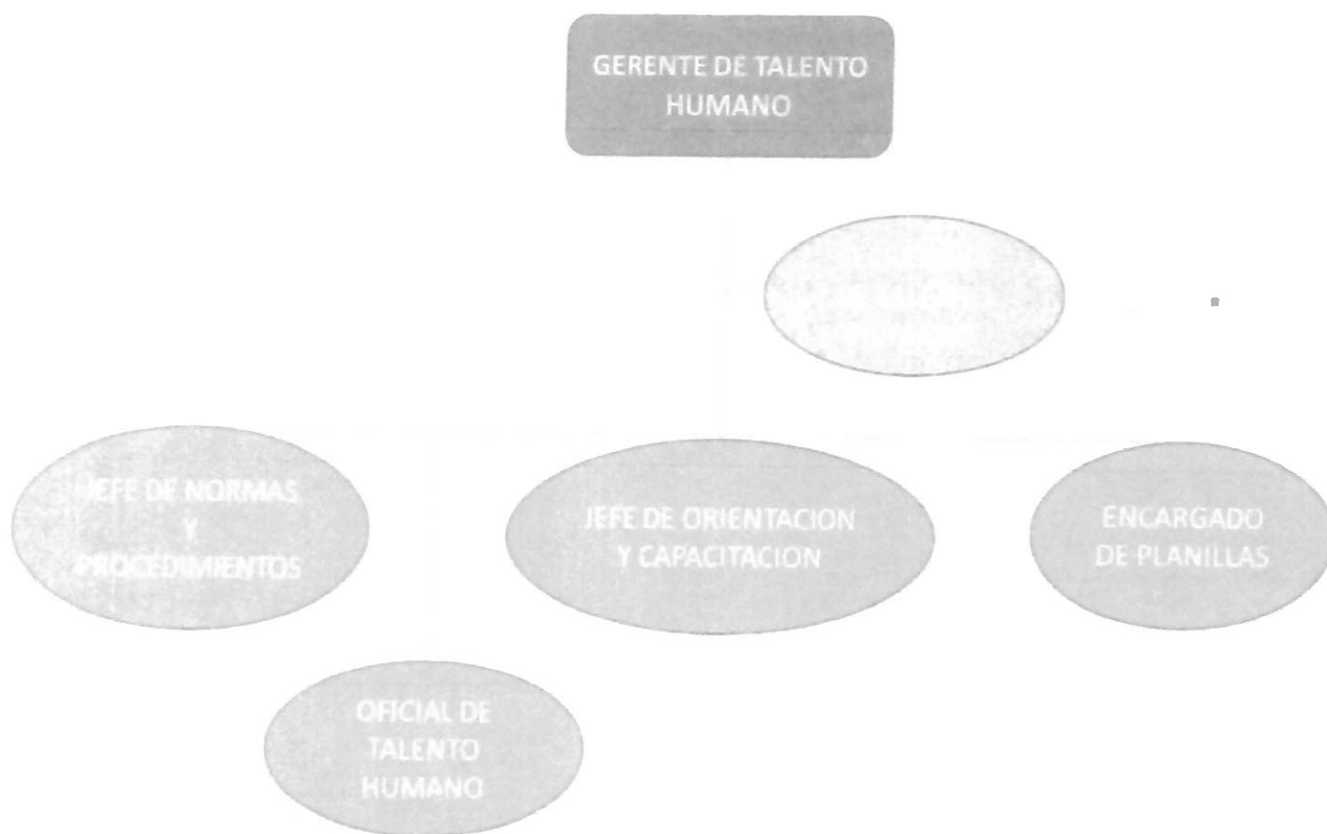 GERENTE DE TALENTO
HUMANO
JEFE DE NORMAS
Y
PROCEDIMIENTOS
JEFE DE ORIENTACION
Y CAPACITACION
ENCARGADO
DE PLANILLAS
OFICIAL DE
TALENTO
HUMANO